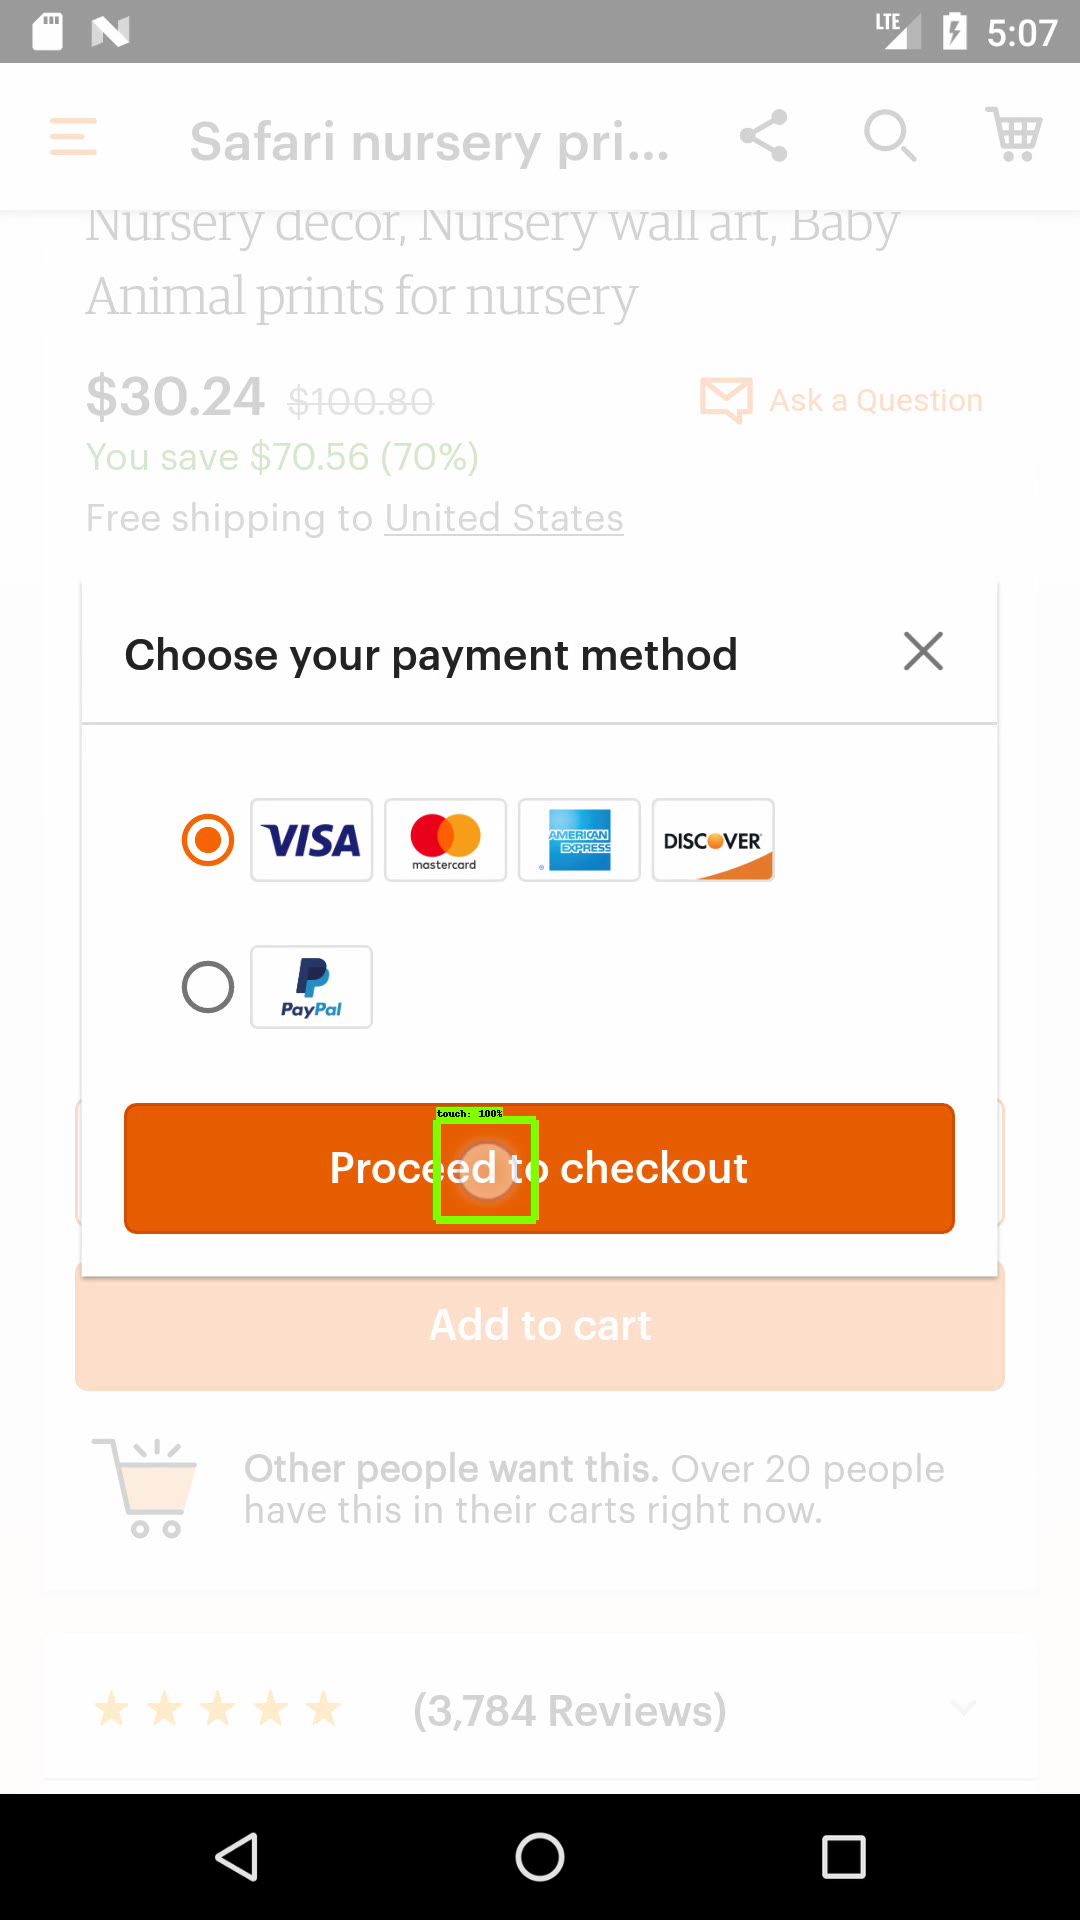 LTE 5:07
Safari nursery pri...
Nursery decor, Nursery wall art, Baby
Animal prints for nursery
$30.24 $100.80
Ask a Question
You save $70.56 (70%)
Free shipping to United States
Choose your payment method
VISA mastercard AMERICAN EXPRESS DISCOVER
PayPal
touch: 100%
Proceed to checkout
Add to cart
Other people want this. Over 20 people
have this in their carts right now.
(3,784 Reviews)